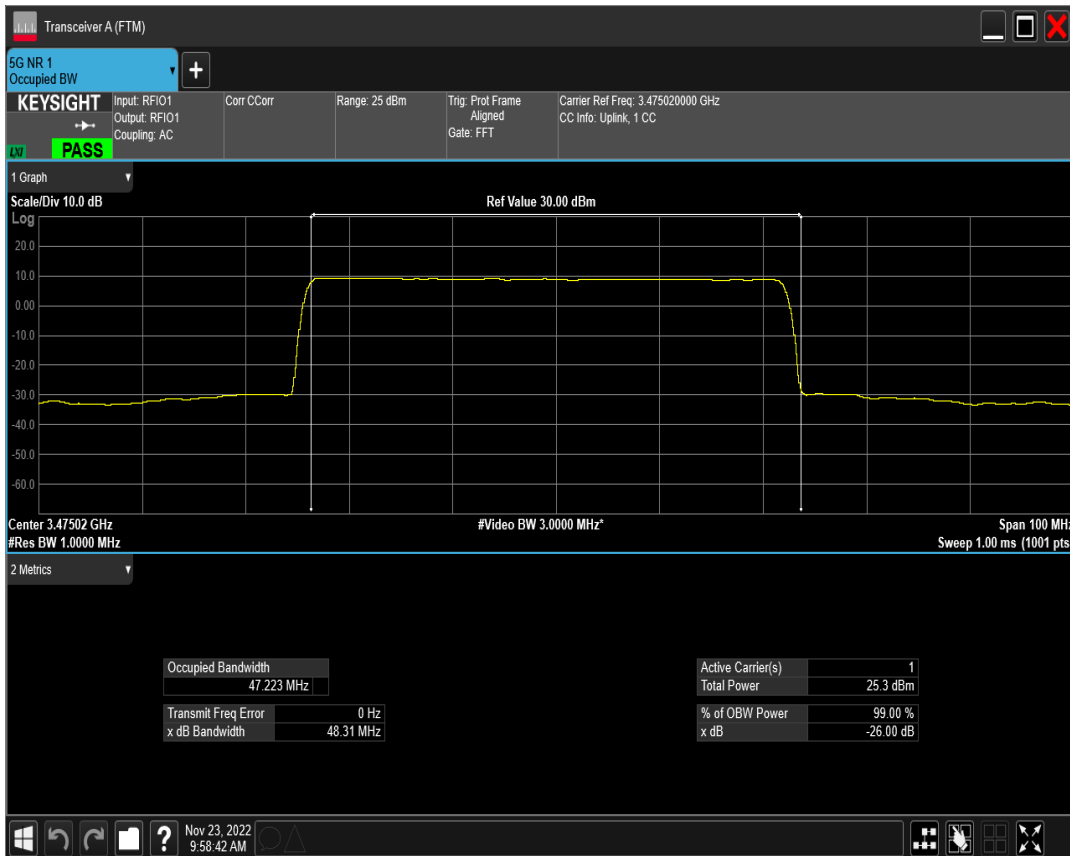 Transceiver A (FTM)
5G NR 1
Occupied BW
+
KEYSIGHT
LXI
PASS
Input: RFIO1
Output: RFIO1
Coupling: AC
Corr CCorr
Range: 25 dBm
Trig: Prot Frame
Aligned
Gate: FFT
Carrier Ref Freq: 3.475020000 GHz
CC Info: Uplink, 1 CC
1 Graph
Scale/Div 10.0 dB
Ref Value 30.00 dBm
Log
20.0
10.0
0.00
-10.0
-20.0
-30.0
-40.0
-50.0
-60.0
Center 3.47502 GHz
#Video BW 3.0000 MHz*
Span 100 MHz
#Res BW 1.0000 MHz
Sweep 1.00 ms (1001 pts
2 Metrics
Occupied Bandwidth
47.223 MHz
Transmit Freq Error 0 Hz
x dB Bandwidth 48.31 MHz
Active Carrier(s) 1
Total Power 25.3 dBm
% of OBW Power 99.00 %
x dB -26.00 dB
?
Nov 23, 2022
9:58:42 AM